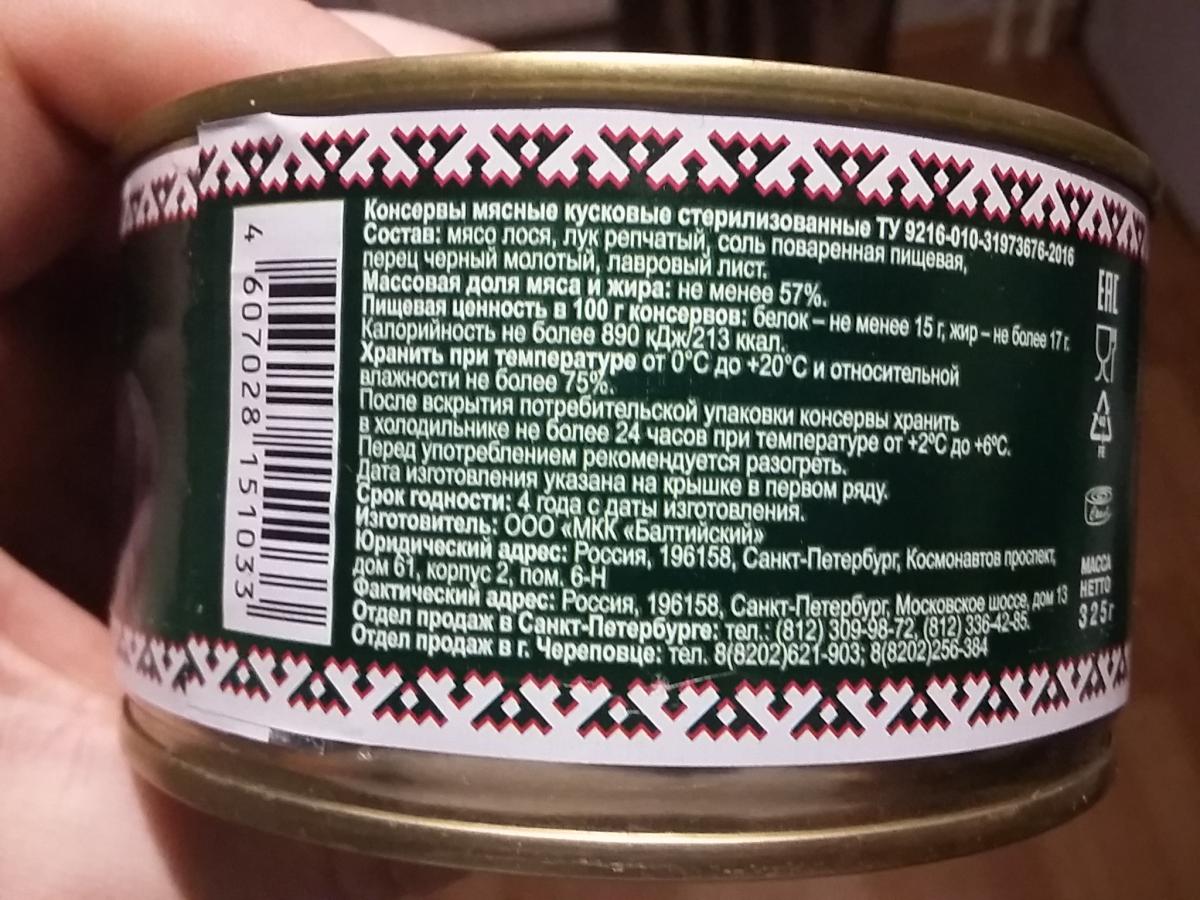 Консервы мясные кусковые стерилизованные ТУ 9216-010-31973676-2016
Состав: мясо лося, лук репчатый, соль поваренная пищевая,
перец черный молотый, лавровый лист.
Массовая доля мяса и жира: не менее 57%.
Пищевая ценность в 100 г консервов: белок – не менее 15 г, жир – не более 17 г.
Калорийность не более 890 кДж/213 ккал.
Хранить при температуре от 0°С до +20°С и относительной
влажности не более 75%.
После вскрытия потребительской упаковки консервы хранить
в холодильнике не более 24 часов при температуре от +2°С до +6°С.
Перед употреблением рекомендуется разогреть.
Дата изготовления указана на крышке в первом ряду.
Срок годности: 4 года с даты изготовления.
Изготовитель: ООО «МКК «Балтийский»
Юридический адрес: Россия, 196158, Санкт-Петербург, Космонавтов проспект,
дом 61, корпус 2, пом. 6-Н
Фактический адрес: Россия, 196158, Санкт-Петербург, Московское шоссе, дом 13
Отдел продаж в Санкт-Петербурге: тел.: (812) 309-98-72, (812) 336-42-85.
Отдел продаж в г. Череповце: тел. 8(8202)621-903; 8(8202)256-384
4 607028 151033
ЕАС
40
FE
МАССА
НЕТТО
325г